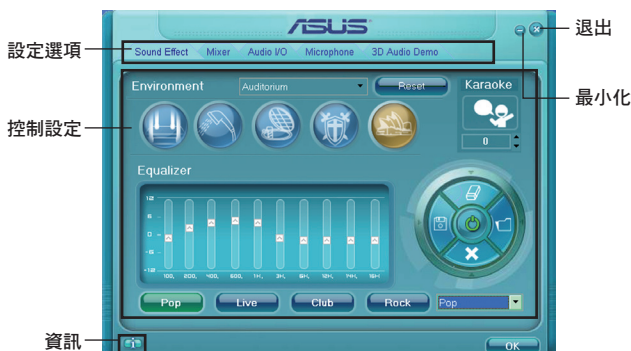 ASUS
退出
設定選項
Sound Effect Mixer Audio I/O Microphone 3D Audio Demo
最小化
Environment Auditorium Reset Karaoke
控制設定
0
Equalizer
12
6
0
-6
-12
100, 200, 400, 600, 1K, 3K, 6K, 12K, 14K, 16K
Pop Live Club Rock Pop
資訊
i
OK